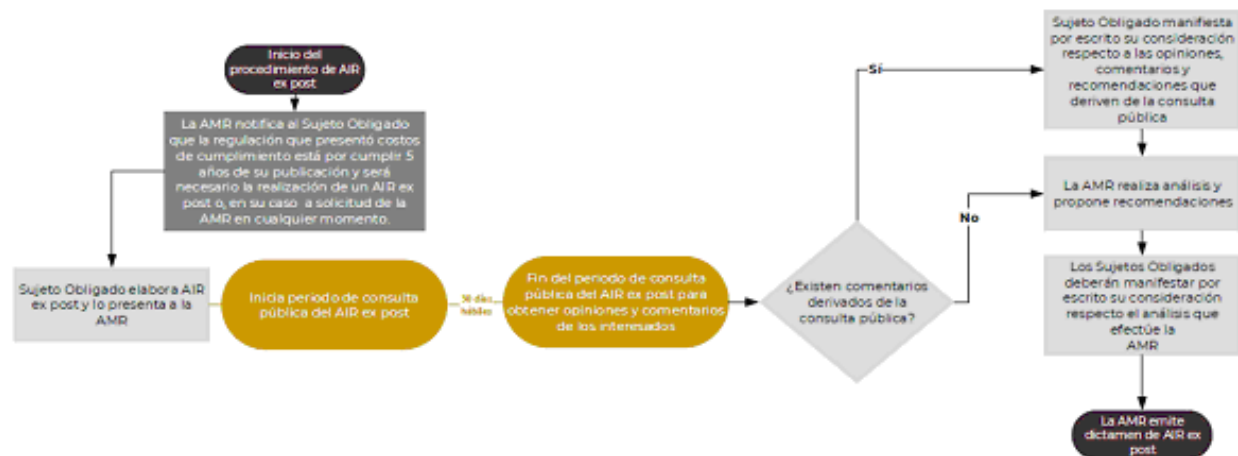 Inicio del
procedimiento de AIR
ex post
La AMR notifica al Sujeto Obligado
que la regulación que presentó costos
de cumplimiento está por cumplir 5
años de su publicación y será
necesario la realización de un AIR ex
post o, en su caso a solicitud de la
AMR en cualquier momento.
Sujeto Obligado elabora AIR
ex post y lo presenta a la
AMR
Inicia periodo de consulta
pública del AIR ex post
30 días
hábiles
Fin del periodo de consulta
pública del AIR ex post para
obtener opiniones y comentarios
de los interesados
¿Existen comentarios
derivados de la
consulta pública?
Sí
No
Sujeto Obligado manifiesta
por escrito su consideración
respecto a las opiniones,
comentarios y
recomendaciones que
deriven de la consulta
pública
La AMR realiza análisis y
propone recomendaciones
Los Sujetos Obligados
deberán manifestar por
escrito su consideración
respecto el análisis que
efectúe la
AMR
La AMR emite
dictamen de AIR ex
post